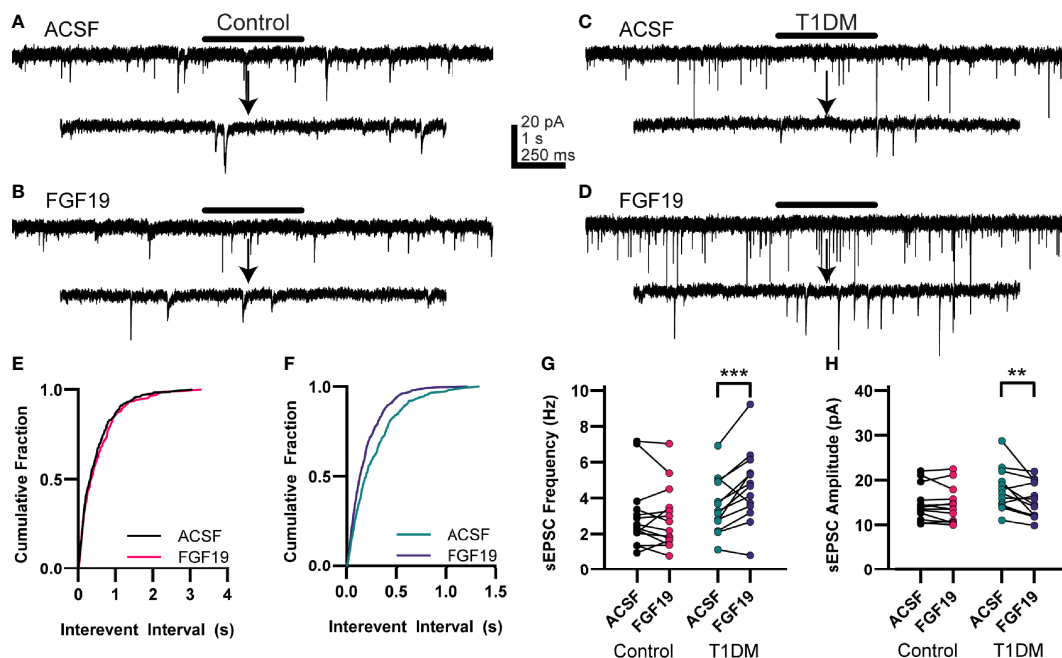 A
ACSF
Control
C
ACSF
T1DM
20 pA
1 s
250 ms
B
FGF19
D
FGF19
E
1.0
0.5
0.0
Cumulative Fraction
0 1 2 3 4
Interevent Interval (s)
ACSF
FGF19
F
1.0
0.5
0.0
Cumulative Fraction
0.0 0.5 1.0 1.5
Interevent Interval (s)
ACSF
FGF19
G
***
10
8
6
4
2
0
sEPSC Frequency (Hz)
ACSF FGF19 ACSF FGF19
Control T1DM
H
**
40
30
20
10
0
sEPSC Amplitude (pA)
ACSF FGF19 ACSF FGF19
Control T1DM